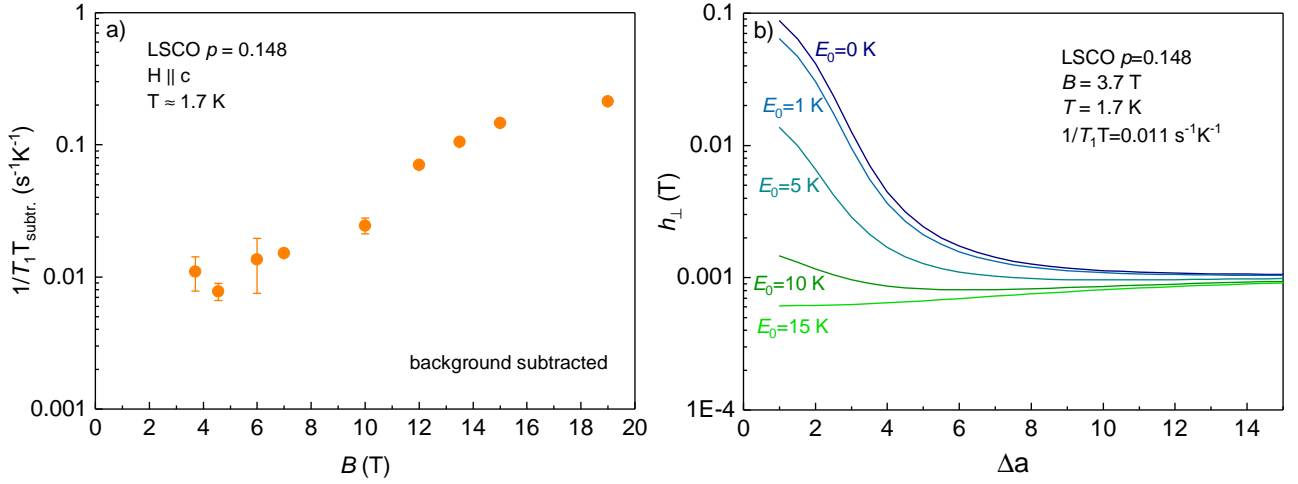 a)
LSCO p = 0.148
H || c
T ≈ 1.7 K
background subtracted
1/T₁T subtr. (s⁻¹K⁻¹)
1
0.1
0.01
0.001
0 2 4 6 8 10 12 14 16 18 20
B (T)
b)
E₀=0 K
E₀=1 K
E₀=5 K
E₀=10 K
E₀=15 K
LSCO p=0.148
B = 3.7 T
T = 1.7 K
1/T₁T=0.011 s⁻¹K⁻¹
h⊥ (T)
0.1
0.01
0.001
1E-4
0 2 4 6 8 10 12 14
Δa